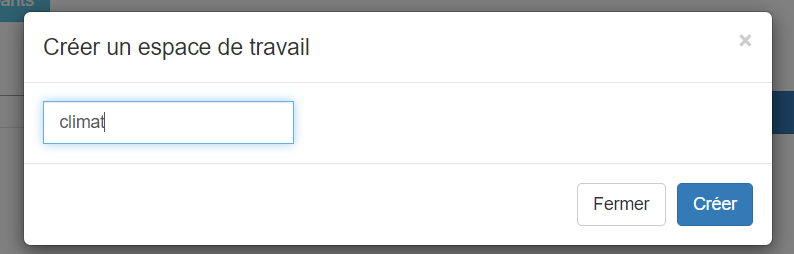 Créer un espace de travail
×
climat
Fermer Créer